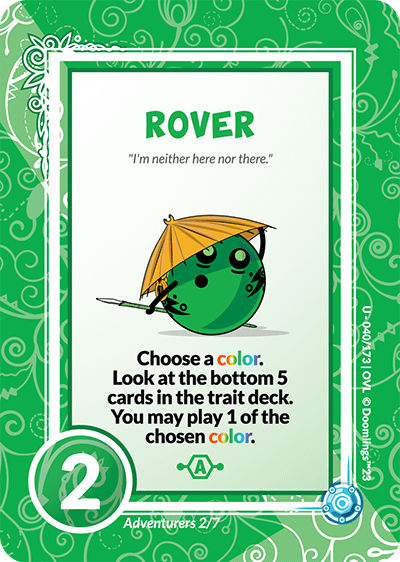 ROVER
"I'm neither here nor there."
Choose a color.
Look at the bottom 5
cards in the trait deck.
You may play 1 of the
chosen color.
A
2
Adventurers 2/7
U - 040/173 | OVL © Doomlings™ 23